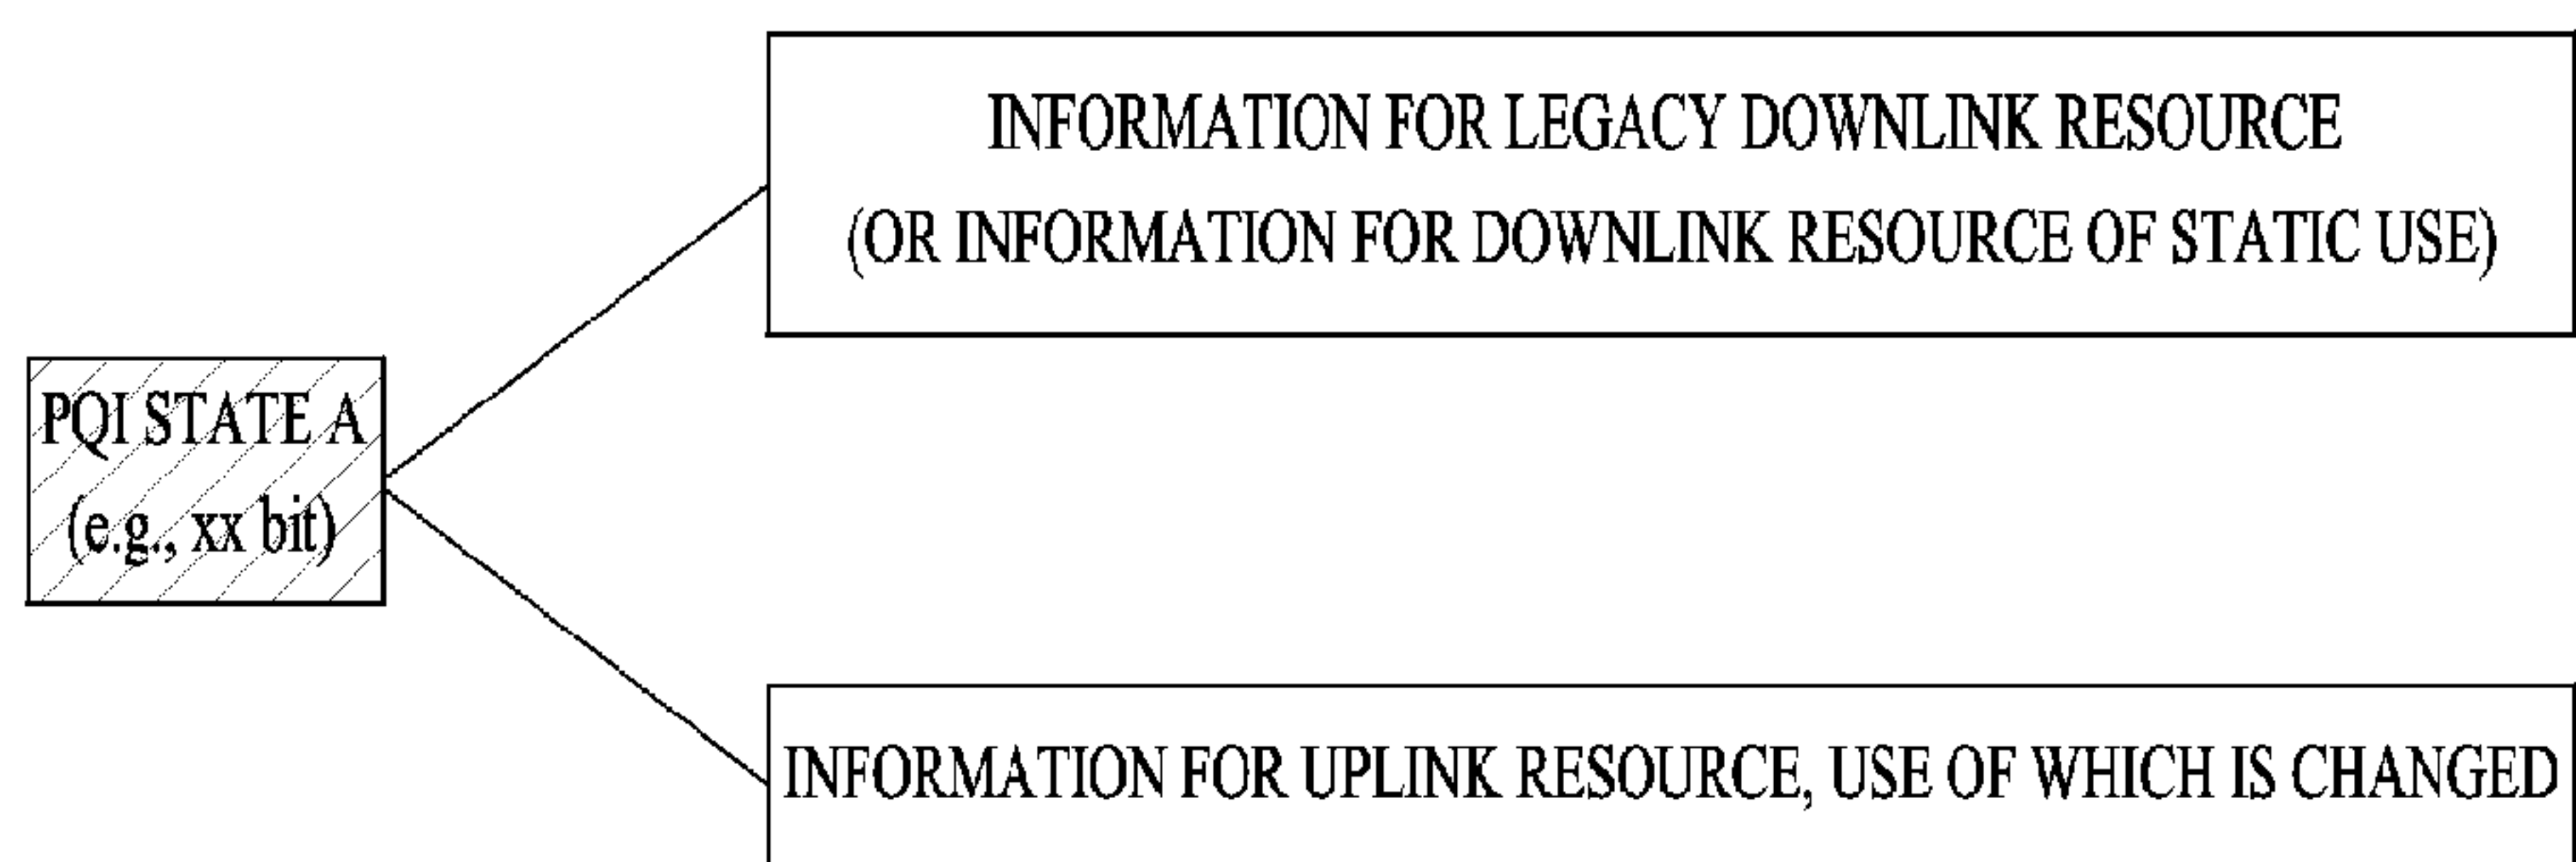 INFORMATION FOR LEGACY DOWNLINK RESOURCE
(OR INFORMATION FOR DOWNLINK RESOURCE OF STATIC USE)
PQI STATE A
(e.g., xx bit)
INFORMATION FOR UPLINK RESOURCE, USE OF WHICH IS CHANGED